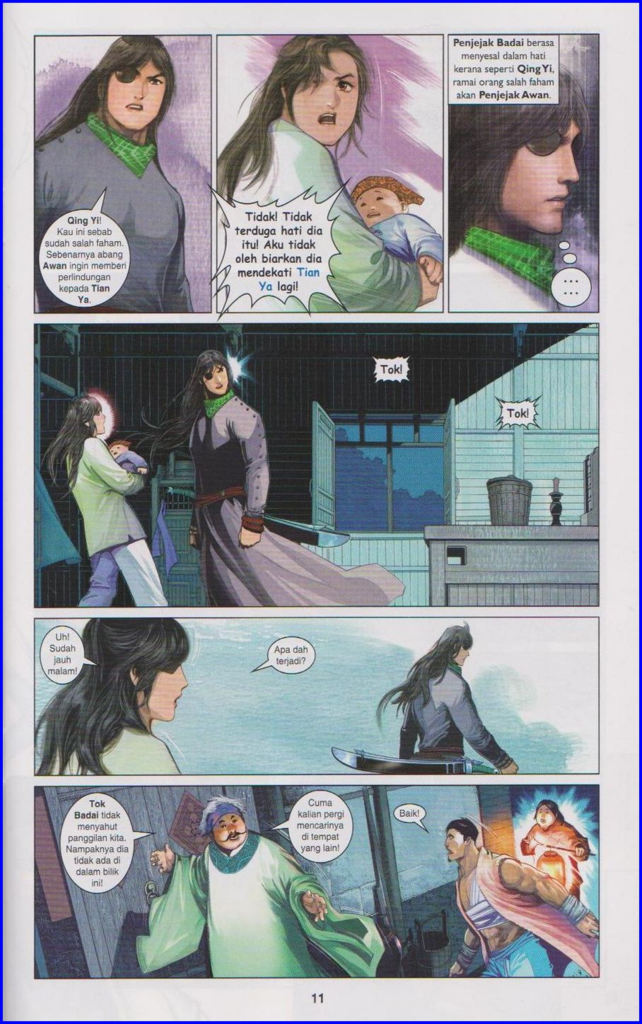 Qing Yi!
Kau ini sebab
sudah salah faham.
Sebenarnya abang
Awan ingin memberi
perlindungan
kepada Tian
Ya.
Tidak! Tidak
terduga hati dia
itu! Aku tidak
oleh biarkan dia
mendekati Tian
Ya lagi!
Penjejak Badai berasa
menyesal dalam hati
kerana seperti Qing Yi,
ramai orang salah faham
akan Penjejak Awan.
...
...
Tok!
Tok!
Uh!
Sudah
jauh
malam!
Apa dah
terjadi?
Tok
Badai tidak
menyahut
panggilan kita.
Nampaknya dia
tidak ada di
dalam bilik
ini!
Cuma
kalian pergi
mencarinya
di tempat
yang lain!
Baik!
11